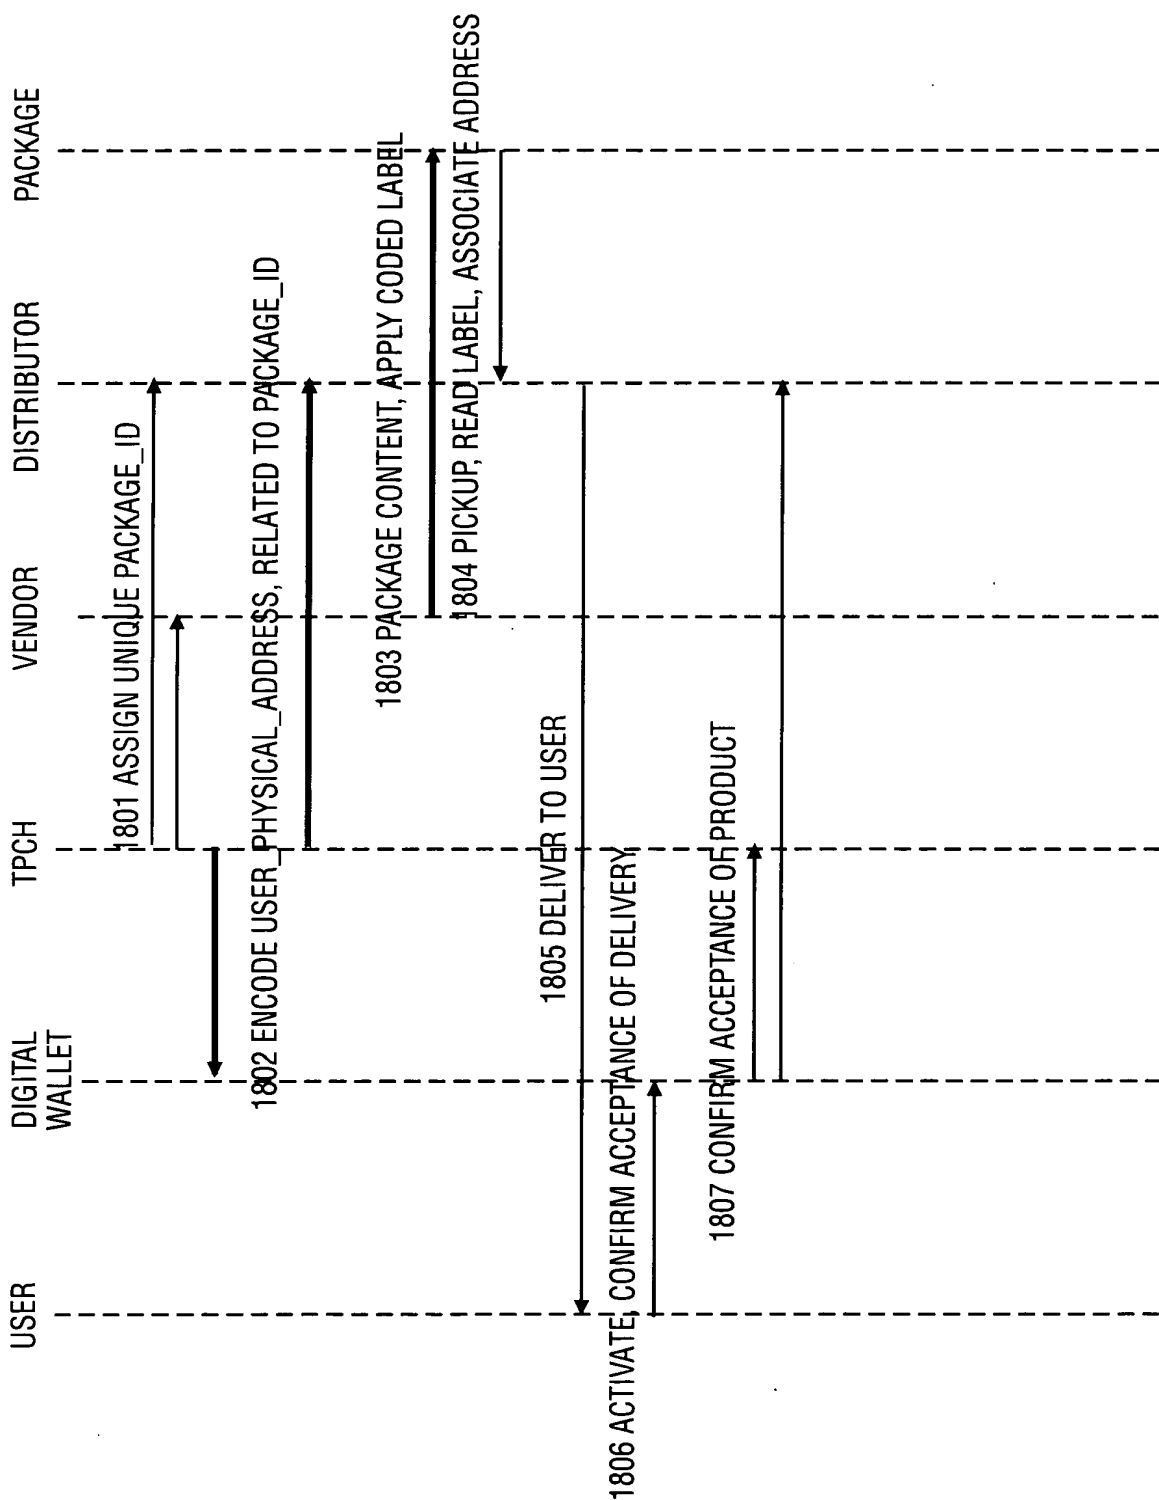 USER
DIGITAL
WALLET
TPCH
VENDOR
DISTRIBUTOR
PACKAGE
1801 ASSIGN UNIQUE PACKAGE_ID
1802 ENCODE USER_PHYSICAL_ADDRESS, RELATED TO PACKAGE_ID
1803 PACKAGE CONTENT, APPLY CODED LABEL
1804 PICKUP, READ LABEL, ASSOCIATE ADDRESS
1805 DELIVER TO USER
1806 ACTIVATE, CONFIRM ACCEPTANCE OF DELIVERY
1807 CONFIRM ACCEPTANCE OF PRODUCT